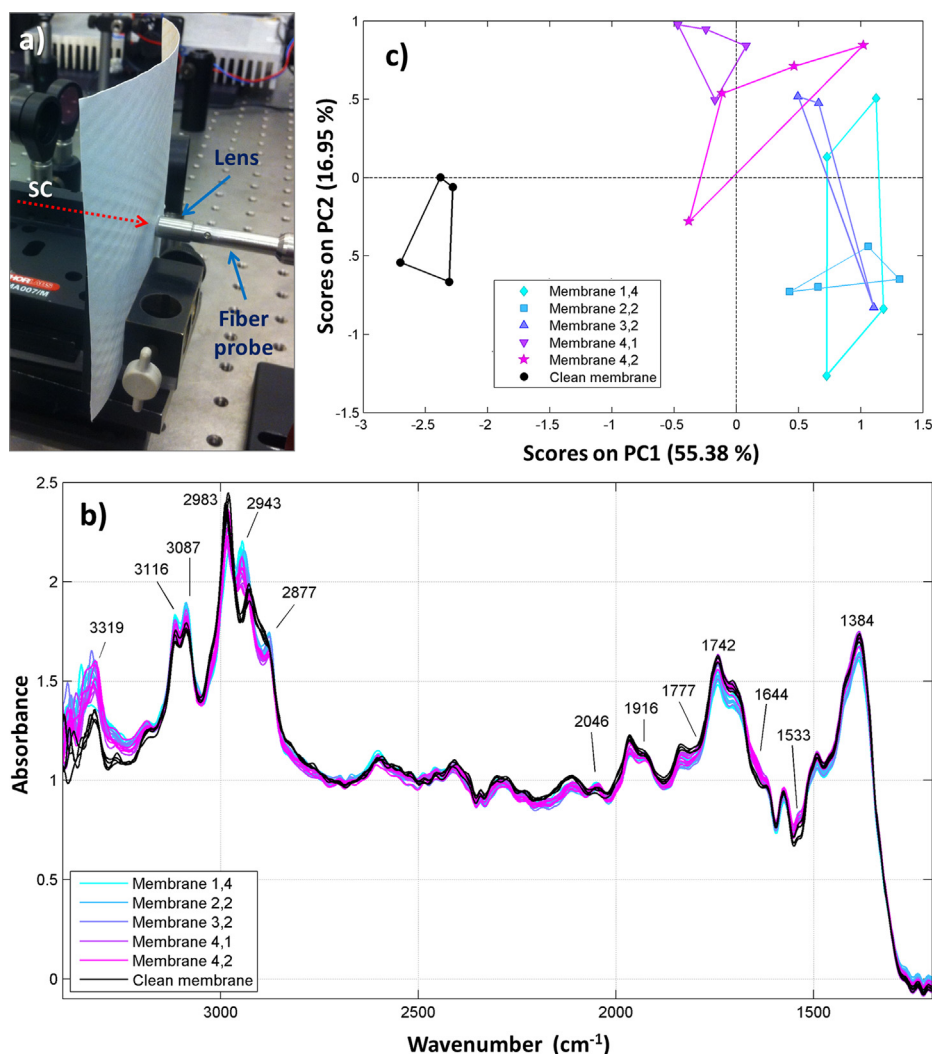 a)
SC
Lens
Fiber
probe
c)
Scores on PC2 (16.95 %)
1
.5
0
.5
-1
-1.5
-3
-2.5
-2
-1.5
-1
-0.5
0
0.5
1
1.5
Membrane 1,4
Membrane 2,2
Membrane 3,2
Membrane 4,1
Membrane 4,2
Clean membrane
Scores on PC1 (55.38 %)
b)
Absorbance
2.5
2
1.5
1
0.5
0
3319
3116
3087
2983
2943
2877
2046
1916
1777
1742
1644
1533
1384
Membrane 1,4
Membrane 2,2
Membrane 3,2
Membrane 4,1
Membrane 4,2
Clean membrane
3000
2500
2000
1500
Wavenumber (cm⁻¹)